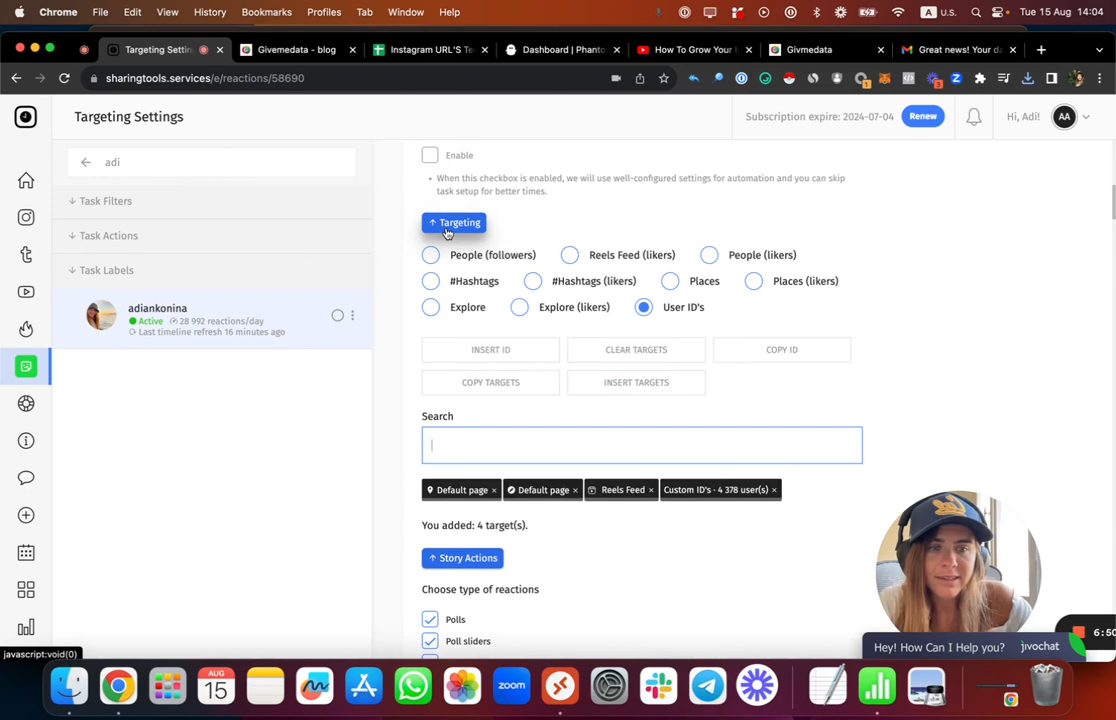 Chrome File Edit View History Bookmarks Profiles Tab Window Help A U.S. Tue 15 Aug 14:04
Targeting Settin Givemedata - blog Instagram URL'S Te Dashboard | Phanto How To Grow Your I Givmedata Great news! Your da
sharingtools.services/e/reactions/58690
Targeting Settings Subscription expire: 2024-07-04 Renew Hi, Adi! AA
adi
Enable
When this checkbox is enabled, we will use well-configured settings for automation and you can skip
task setup for better times.
↓ Task Filters
↑ Targeting
↓ Task Actions
People (followers) Reels Feed (likers) People (likers)
↓ Task Labels
#Hashtags #Hashtags (likers) Places Places (likers)
adiankonina
Explore Explore (likers) User ID's
Active 28 992 reactions/day
Last timeline refresh 16 minutes ago
INSERT ID CLEAR TARGETS COPY ID
COPY TARGETS INSERT TARGETS
Search
Default page × Default page × Reels Feed × Custom ID's · 4 378 user(s) ×
You added: 4 target(s).
↑ Story Actions
Choose type of reactions
Polls
Poll sliders
6:50
Hey! How Can I Help you? jivochat
javascript:void(0)
AUG
15
zoom